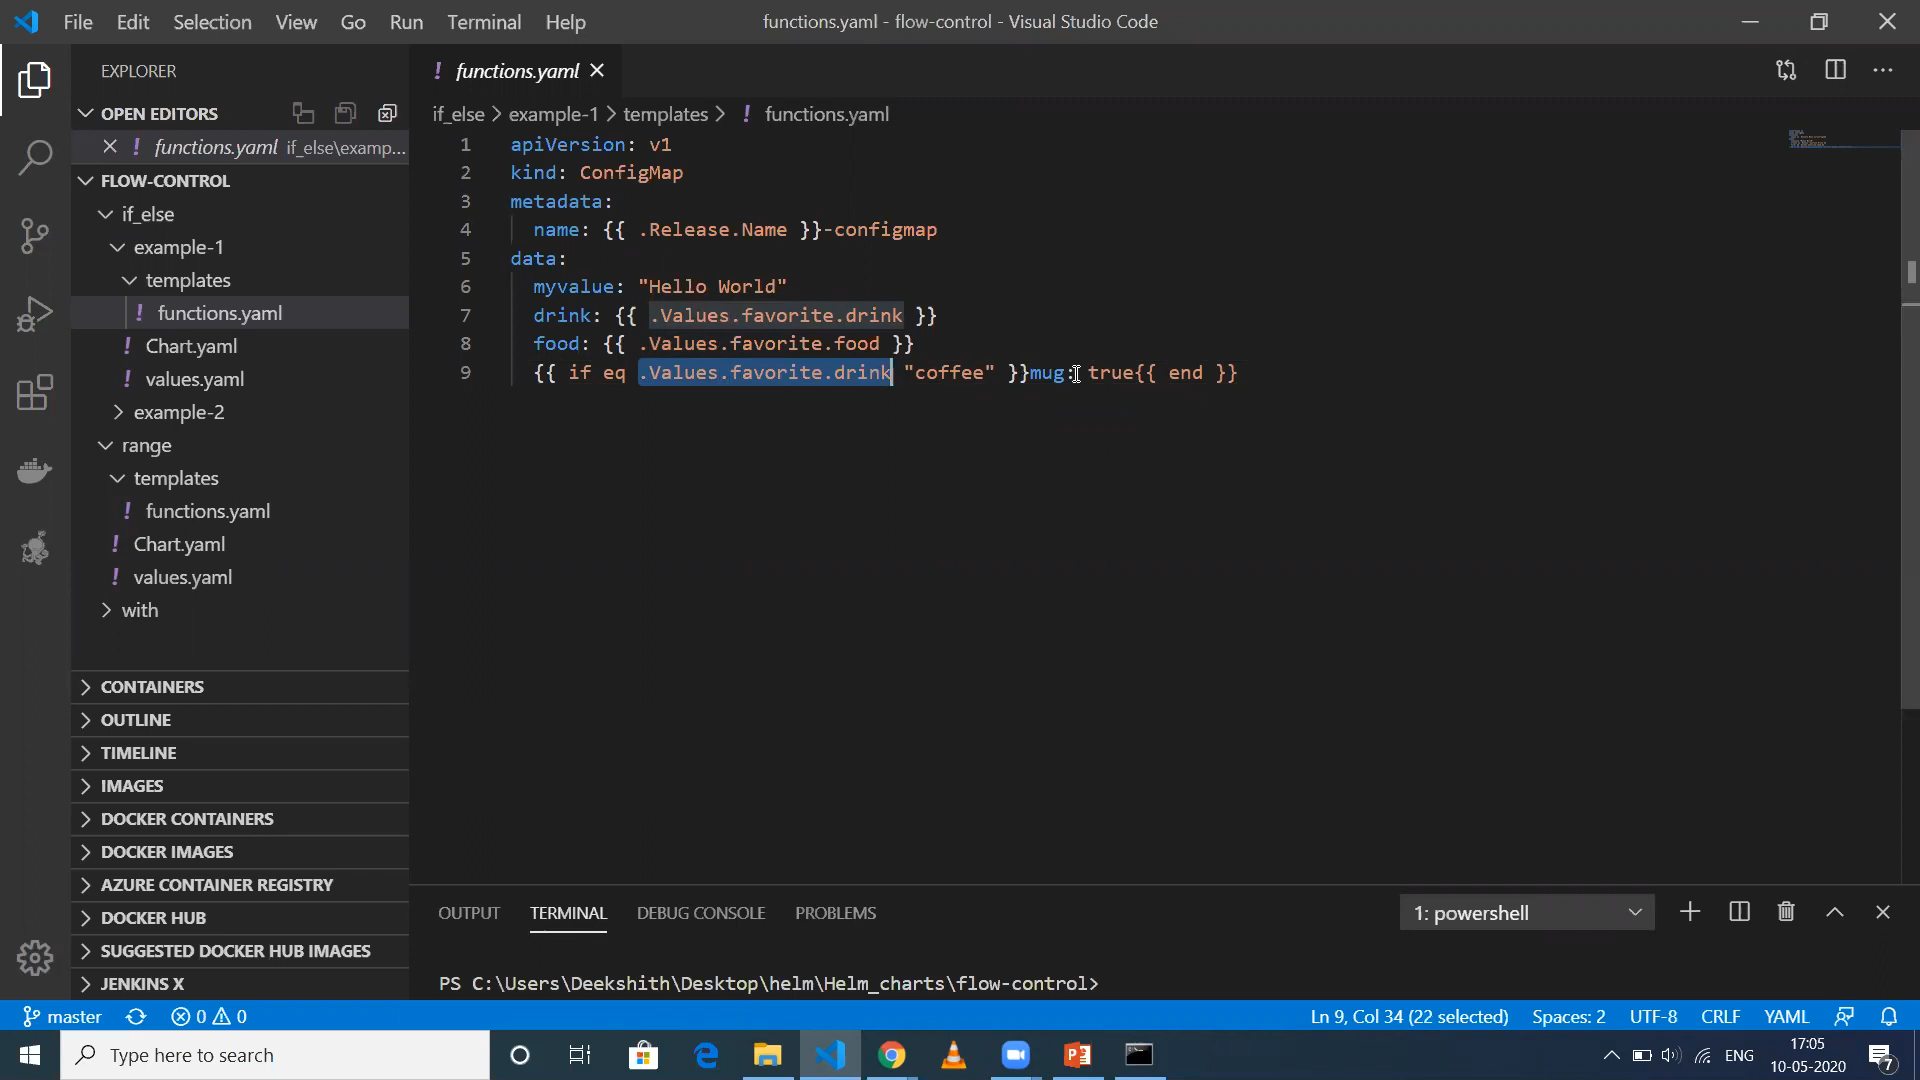 File Edit Selection View Go Run Terminal Help
functions.yaml - flow-control - Visual Studio Code
EXPLORER
OPEN EDITORS
functions.yaml if_else\examp...
FLOW-CONTROL
if_else
example-1
templates
functions.yaml
Chart.yaml
values.yaml
example-2
range
templates
functions.yaml
Chart.yaml
values.yaml
with
CONTAINERS
OUTLINE
TIMELINE
IMAGES
DOCKER CONTAINERS
DOCKER IMAGES
AZURE CONTAINER REGISTRY
DOCKER HUB
SUGGESTED DOCKER HUB IMAGES
JENKINS X
functions.yaml
if_else > example-1 > templates > ! functions.yaml
1 apiVersion: v1
2 kind: ConfigMap
3 metadata:
4 name: {{ .Release.Name }}-configmap
5 data:
6 myvalue: "Hello World"
7 drink: {{ .Values.favorite.drink }}
8 food: {{ .Values.favorite.food }}
9 {{ if eq .Values.favorite.drink "coffee" }}mug: true{{ end }}
OUTPUT TERMINAL DEBUG CONSOLE PROBLEMS
1: powershell
PS C:\Users\Deekshith\Desktop\helm\Helm_charts\flow-control>
master 0 0
Ln 9, Col 34 (22 selected) Spaces: 2 UTF-8 CRLF YAML
Type here to search
ENG
17:05
10-05-2020
7